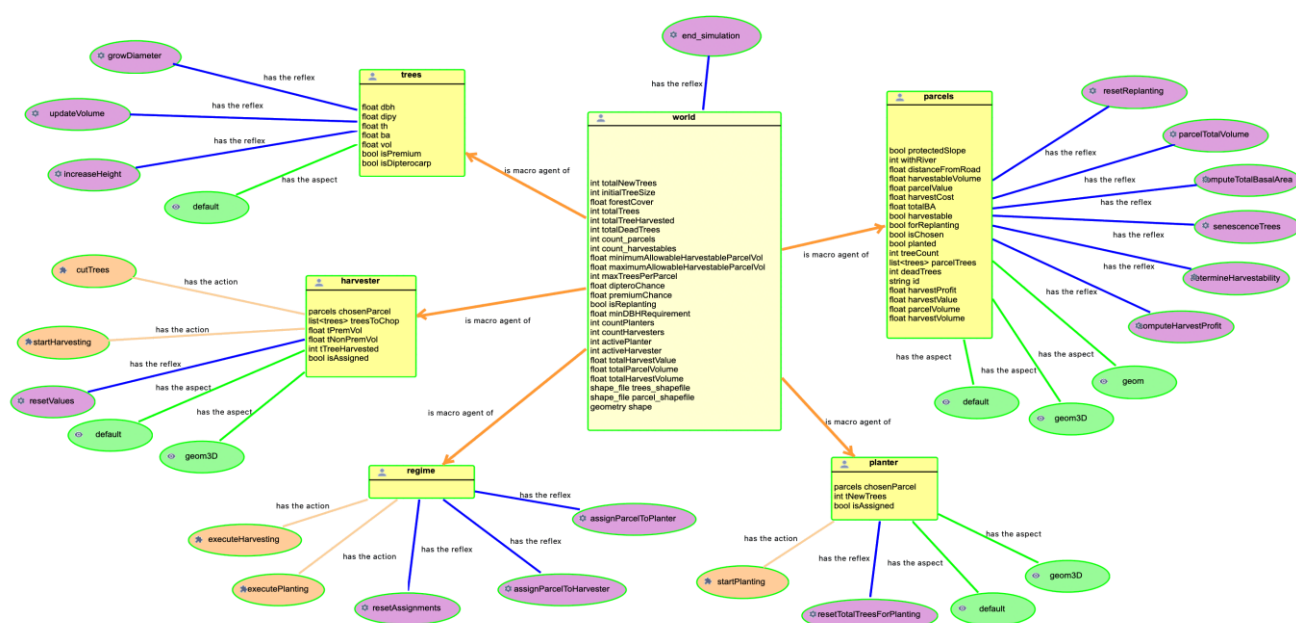 end_simulation
has the reflex
growDiameter
has the reflex
updateVolume
has the reflex
increaseHeight
has the reflex
default
has the aspect
trees
float dbh
float dipy
float th
float ba
float vol
bool isPremium
bool isDipterocarp
is macro agent of
world
int totalNewTrees
int initialTreeSize
float forestCover
int totalTrees
int totalTreeHarvested
int totalDeadTrees
int count_parcels
int count_harvestables
float minimumAllowableHarvestableParcelVol
float maximumAllowableHarvestableParcelVol
int maxTreesPerParcel
float dipteroChance
float premiumChance
bool isReplanting
float minDBHRequirement
int countPlanters
int countHarvesters
int activePlanter
int activeHarvester
float totalHarvestValue
float totalParcelVolume
float totalHarvestVolume
shape_file trees_shapefile
shape_file parcel_shapefile
geometry shape
is macro agent of
parcels
bool protectedSlope
int withRiver
float distanceFromRoad
float harvestableVolume
float parcelValue
float harvestCost
float totalBA
bool harvestable
bool forReplanting
bool isChosen
bool planted
int treeCount
list<trees> parcelTrees
int deadTrees
string id
float harvestProfit
float harvestValue
float parcelVolume
float harvestVolume
resetReplanting
has the reflex
parcelTotalVolume
has the reflex
omputeTotalBasalArea
has the reflex
senescenceTrees
has the reflex
etermineHarvestability
has the reflex
omputeHarvestProfit
has the reflex
has the aspect
geom
has the aspect
geom3D
has the aspect
default
cutTrees
has the action
startHarvesting
has the action
resetValues
has the reflex
default
has the aspect
geom3D
has the aspect
harvester
parcels chosenParcel
list<trees> treesToChop
float tPremVol
float tNonPremVol
int tTreeHarvested
bool isAssigned
is macro agent of
is macro agent of
regime
has the action
executeHarvesting
has the action
executePlanting
has the reflex
resetAssignments
has the reflex
assignParcelToHarvester
has the reflex
assignParcelToPlanter
is macro agent of
planter
parcels chosenParcel
int tNewTrees
bool isAssigned
has the action
startPlanting
has the reflex
resetTotalTreesForPlanting
has the aspect
default
has the aspect
geom3D